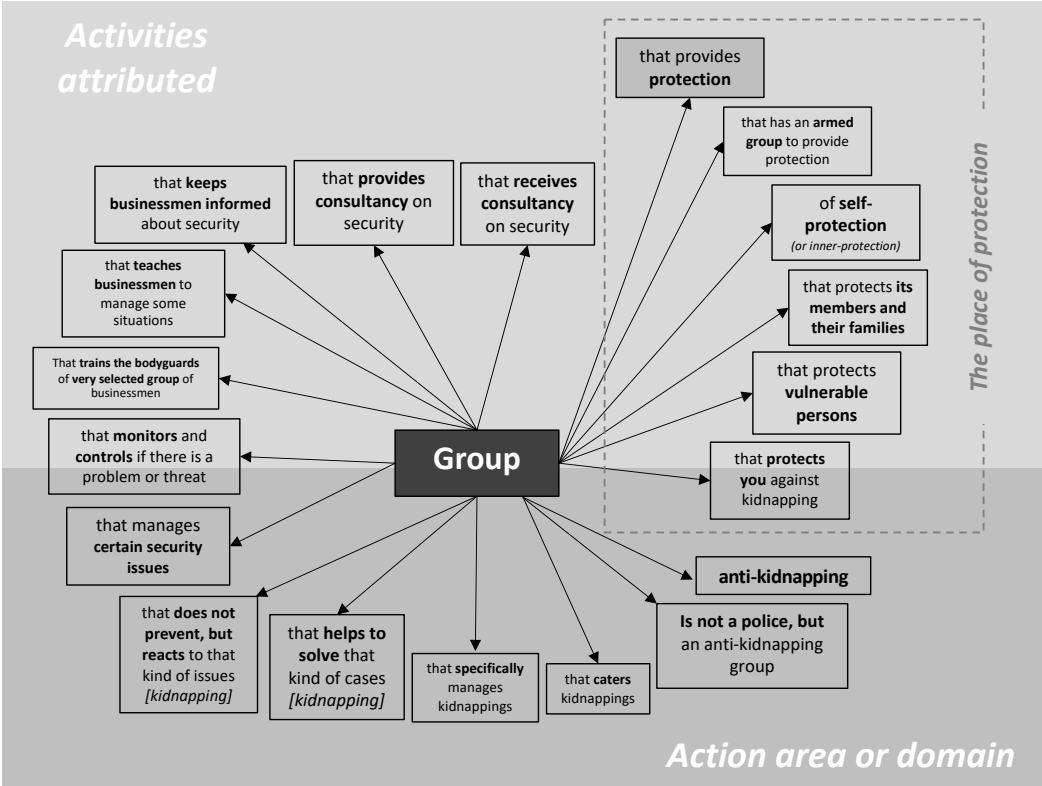 Activities
attributed
that provides
protection
that has an armed
group to provide
protection
of self-
protection
(or inner-protection)
that protects its
members and
their families
that protects
vulnerable
persons
that protects
you against
kidnapping
The place of protection
that keeps
businessmen informed
about security
that provides
consultancy on
security
that receives
consultancy
on security
that teaches
businessmen to
manage some
situations
That trains the bodyguards
of very selected group of
businessmen
that monitors and
controls if there is a
problem or threat
Group
that manages
certain security
issues
that does not
prevent, but
reacts to that
kind of issues
[kidnapping]
that helps to
solve that
kind of cases
[kidnapping]
that specifically
manages
kidnappings
that caters
kidnappings
anti-kidnapping
Is not a police, but
an anti-kidnapping
group
Action area or domain